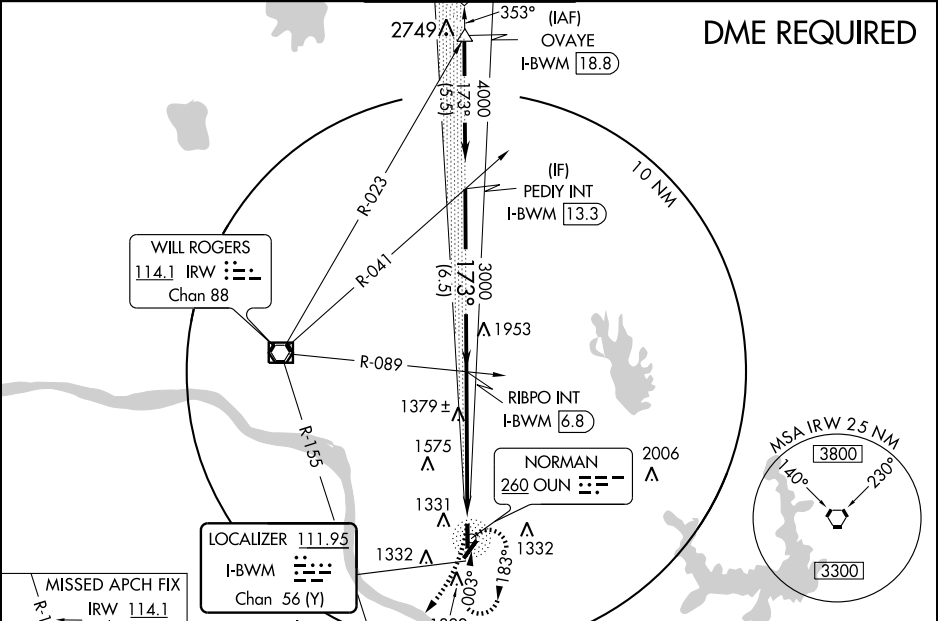 DME REQUIRED
353°
(IAF)
OVAYE
I-BWM 18.8
2749
4000
173°
(5.5)
R-023
(IF)
PEDIY INT
I-BWM 13.3
10 NM
R-041
WILL ROGERS
114.1 IRW
Chan 88
3000
173°
(6.5)
1953
R-089
RIBPO INT
I-BWM 6.8
1379 ±
R-155
1575
NORMAN
260 OUN
2006
MSA IRW 25 NM
3800
140°
230°
3300
1331
1332
1332
LOCALIZER 111.95
I-BWM
Chan 56 (Y)
003°
183°
MISSED APCH FIX
IRW 114.1